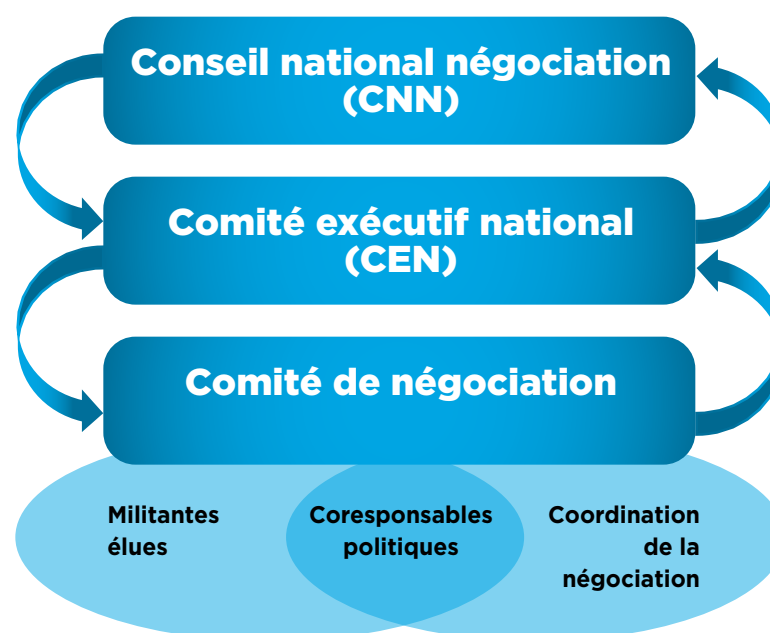 Conseil national négociation
(CNN)
Comité exécutif national
(CEN)
Comité de négociation
Militantes
élues
Coresponsables
politiques
Coordination
de la
négociation